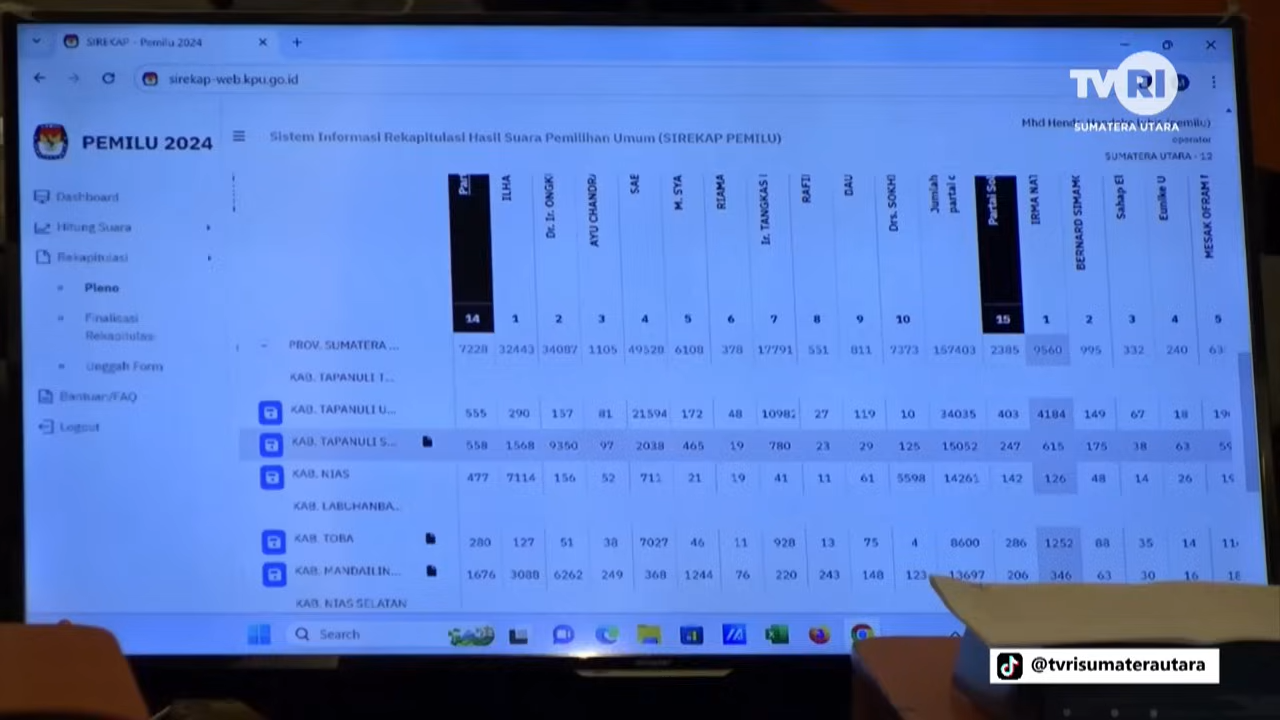 SIREKAP - Pemilu 2024
sirekap-web.kpu.go.id
TVRI
SUMATERA UTARA
PEMILU 2024
Sistem Informasi Rekapitulasi Hasil Suara Pemilihan Umum (SIREKAP PEMILU)
operator
SUMATERA UTARA - 12
Dashboard
Hitung Suara
Rekapitulasi
Pleno
Finalisasi
Rekapitulasi
Unggah Form
Bantuan/FAQ
Logout
Par
ILHA
Dr. Ir. ONGKI
AYU CHANDRA
SAE
M. SYA
RIAMA
Ir. TANGKAS
RAFI
DAU
Drs. SOKHI
Jumlah
partai
Partai
IRMA NA
BERNARD SIMAMO
Sahap
Eunike
MESAK OFRAM
14 1 2 3 4 5 6 7 8 9 10 15 1 2 3 4 5
PROV. SUMATERA ... 7228 32443 34087 1105 49528 6108 378 17791 551 811 7373 157403 2385 9560 995 332 240 63
KAB. TAPANULI T...
KAB. TAPANULI U... 555 290 157 81 21594 172 48 10982 27 119 10 34035 403 4184 149 67 18
KAB. TAPANULI S... 558 1568 9350 97 2038 465 19 780 23 29 125 15052 247 615 175 38 63
KAB. NIAS 477 7114 156 52 711 21 19 41 11 61 5598 14261 142 126 48 14 26
KAB. LABUHANBA...
KAB. TOBA 280 127 51 38 7027 46 11 928 13 75 4 8600 286 1252 88 35 14
KAB. MANDAILIN... 1676 3088 6262 249 368 1244 76 220 243 148 123 13697 206 346 63 30 16
KAB. NIAS SELATAN
Search
@tvrisumaterautara